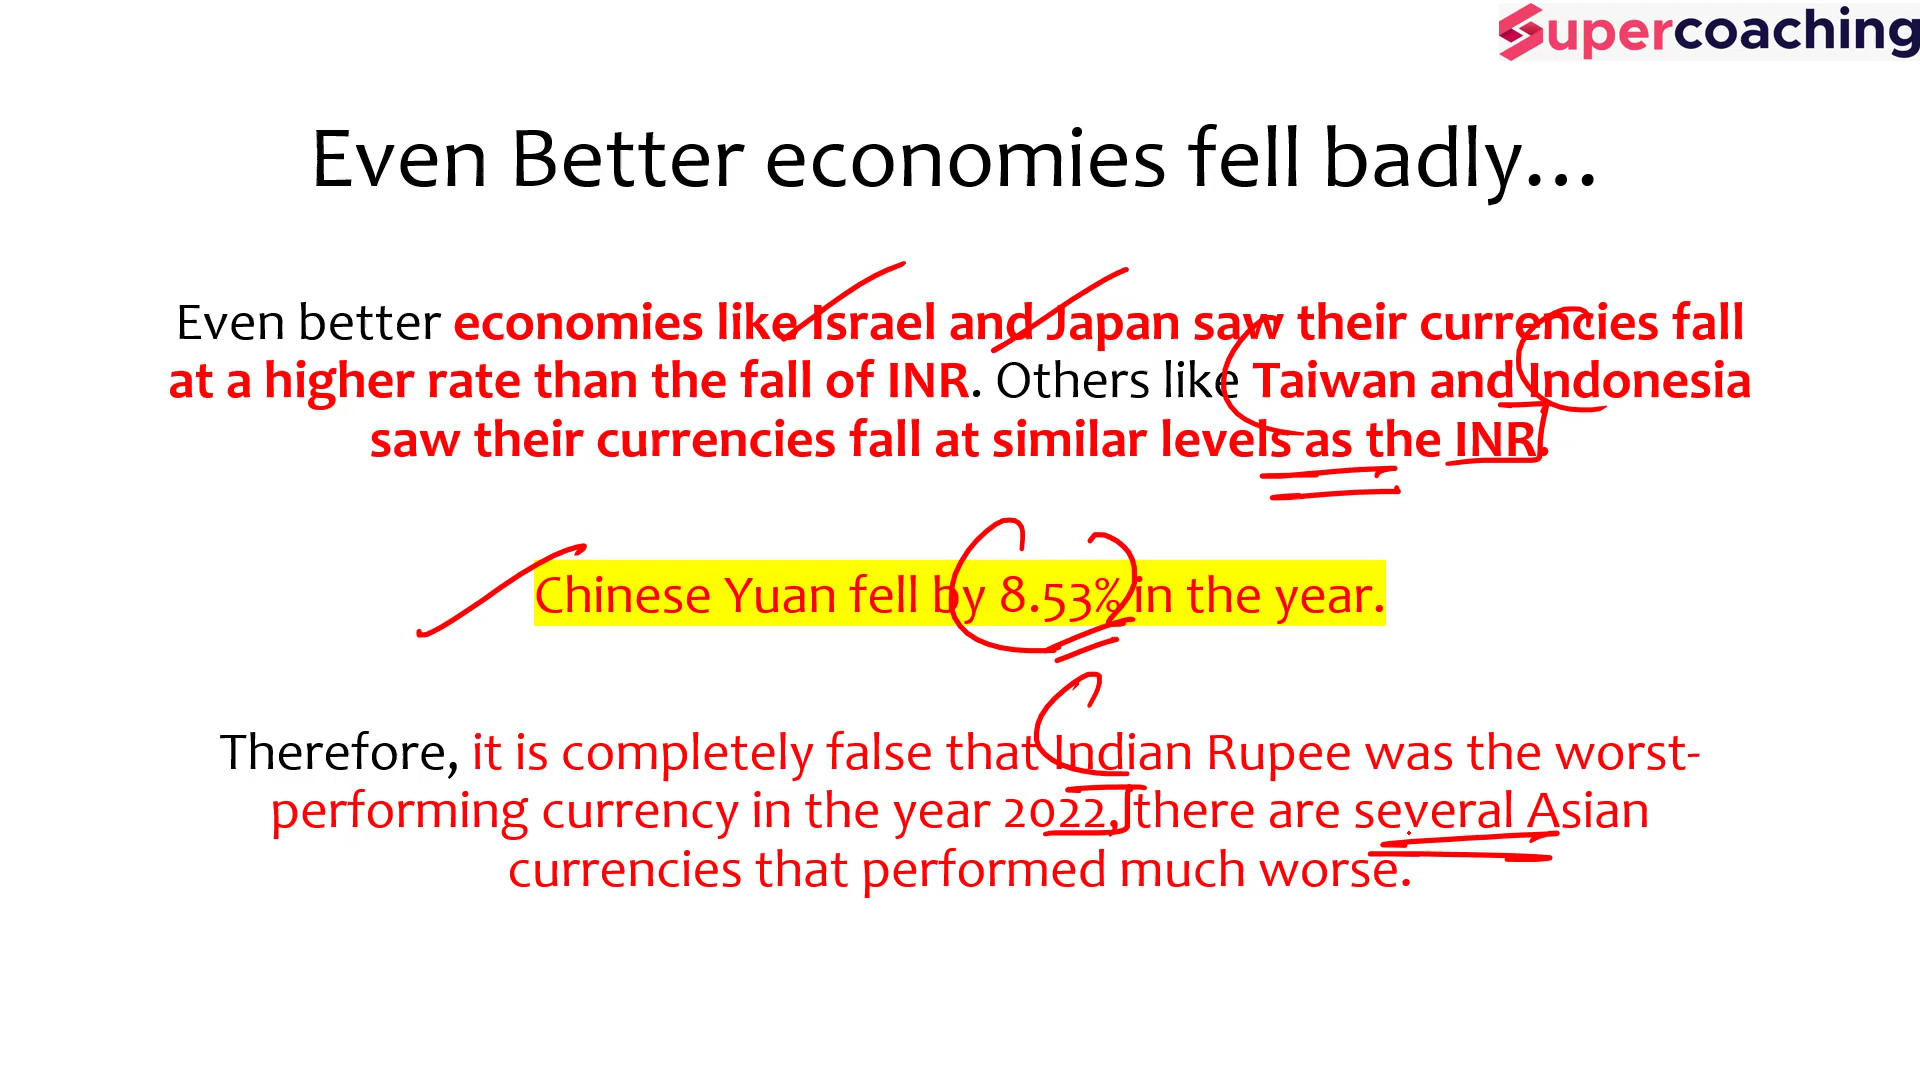 Supercoaching
Even Better economies fell badly...
Even better economies like Israel and Japan saw their currencies fall
at a higher rate than the fall of INR. Others like Taiwan and Indonesia
saw their currencies fall at similar levels as the INR.
Chinese Yuan fell by 8.53% in the year.
Therefore, it is completely false that Indian Rupee was the worst-
performing currency in the year 2022, there are several Asian
currencies that performed much worse.